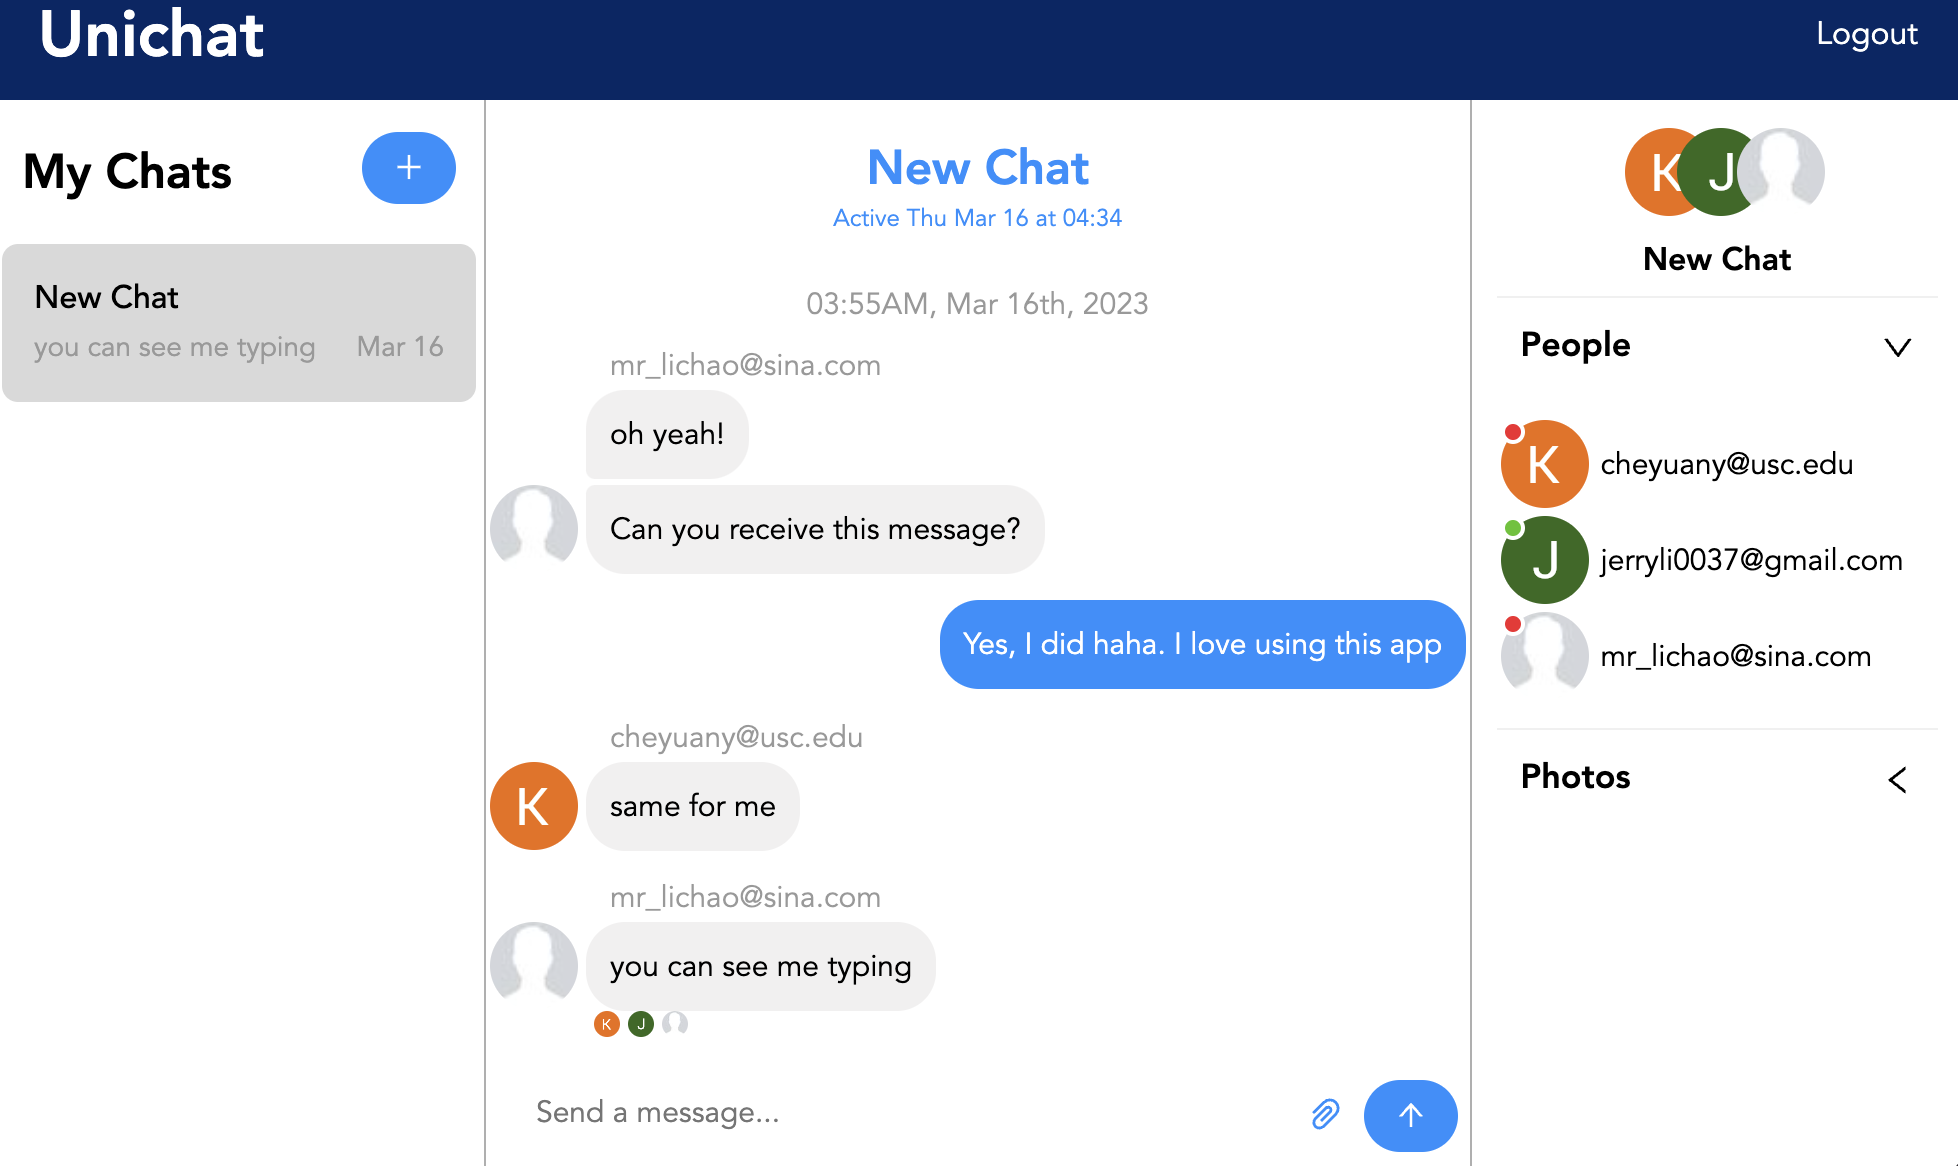 Unichat
Logout
My Chats
+
New Chat
you can see me typing Mar 16
New Chat
Active Thu Mar 16 at 04:34
03:55AM, Mar 16th, 2023
mr_lichao@sina.com
oh yeah!
Can you receive this message?
Yes, I did haha. I love using this app
cheyuany@usc.edu
K
same for me
mr_lichao@sina.com
you can see me typing
K J
Send a message...
K J
New Chat
People
K cheyuany@usc.edu
J jerryli0037@gmail.com
mr_lichao@sina.com
Photos